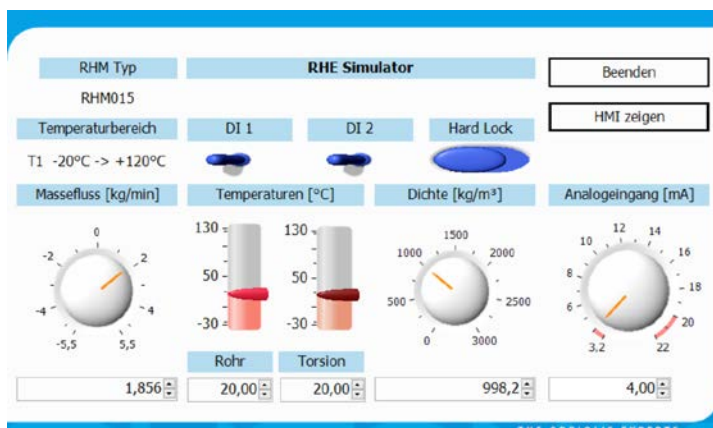 RHM Typ
RHE Simulator
Beenden
RHM015
HMI zeigen
Temperaturbereich
DI 1
DI 2
Hard Lock
T1 -20°C -> +120°C
Massefluss [kg/min]
Temperaturen [°C]
Dichte [kg/m³]
Analogeingang [mA]
0
-2
2
-4
4
-5,5
5,5
130
50
-30
130
50
-30
1500
1000
2000
500
2500
0
3000
12
10
14
8
16
6
18
20
3,2
22
Rohr
Torsion
1,856
20,00
20,00
998,2
4,00